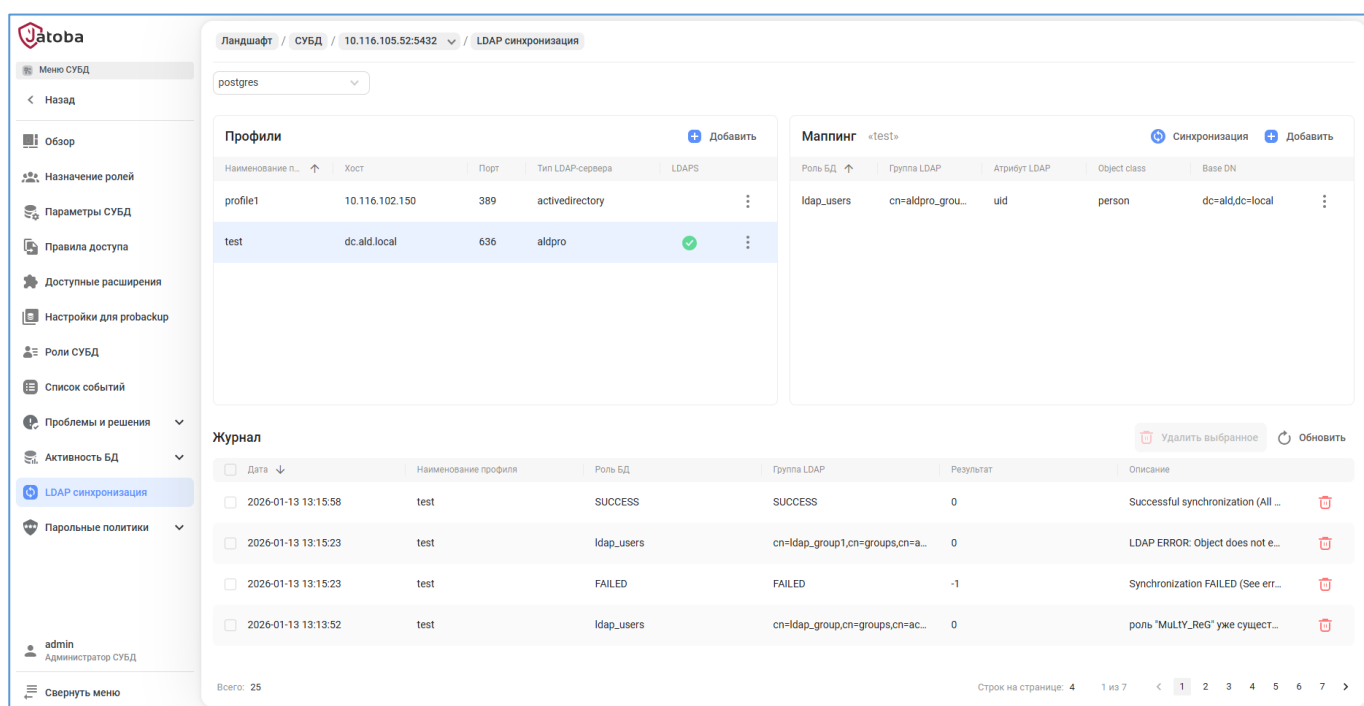 Jatoba
Меню СУБД
Назад
Обзор
Назначение ролей
Параметры СУБД
Правила доступа
Доступные расширения
Настройки для probackup
Роли СУБД
Список событий
Проблемы и решения
Активность БД
LDAP синхронизация
Парольные политики
admin
Администратор СУБД
Свернуть меню
Ландшафт / СУБД / 10.116.105.52:5432 / LDAP синхронизация
postgres
Профили Добавить
Наименование п... Хост Порт Тип LDAP-сервера LDAPS
profile1 10.116.102.150 389 activedirectory
test dc.ald.local 636 aldpro
Маппинг «test» Синхронизация Добавить
Роль БД Группа LDAP Атрибут LDAP Object class Base DN
ldap_users cn=aldpro_grou... uid person dc=ald,dc=local
Журнал Удалить выбранное Обновить
Дата Наименование профиля Роль БД Группа LDAP Результат Описание
2026-01-13 13:15:58 test SUCCESS SUCCESS 0 Successful synchronization (All ...
2026-01-13 13:15:23 test ldap_users cn=ldap_group1,cn=groups,cn=a... 0 LDAP ERROR: Object does not e...
2026-01-13 13:15:23 test FAILED FAILED -1 Synchronization FAILED (See err...
2026-01-13 13:13:52 test ldap_users cn=ldap_group,cn=groups,cn=ac... 0 роль "MuLtY_ReG" уже сущест...
Всего: 25 Строк на странице: 4 1 из 7 1 2 3 4 5 6 7